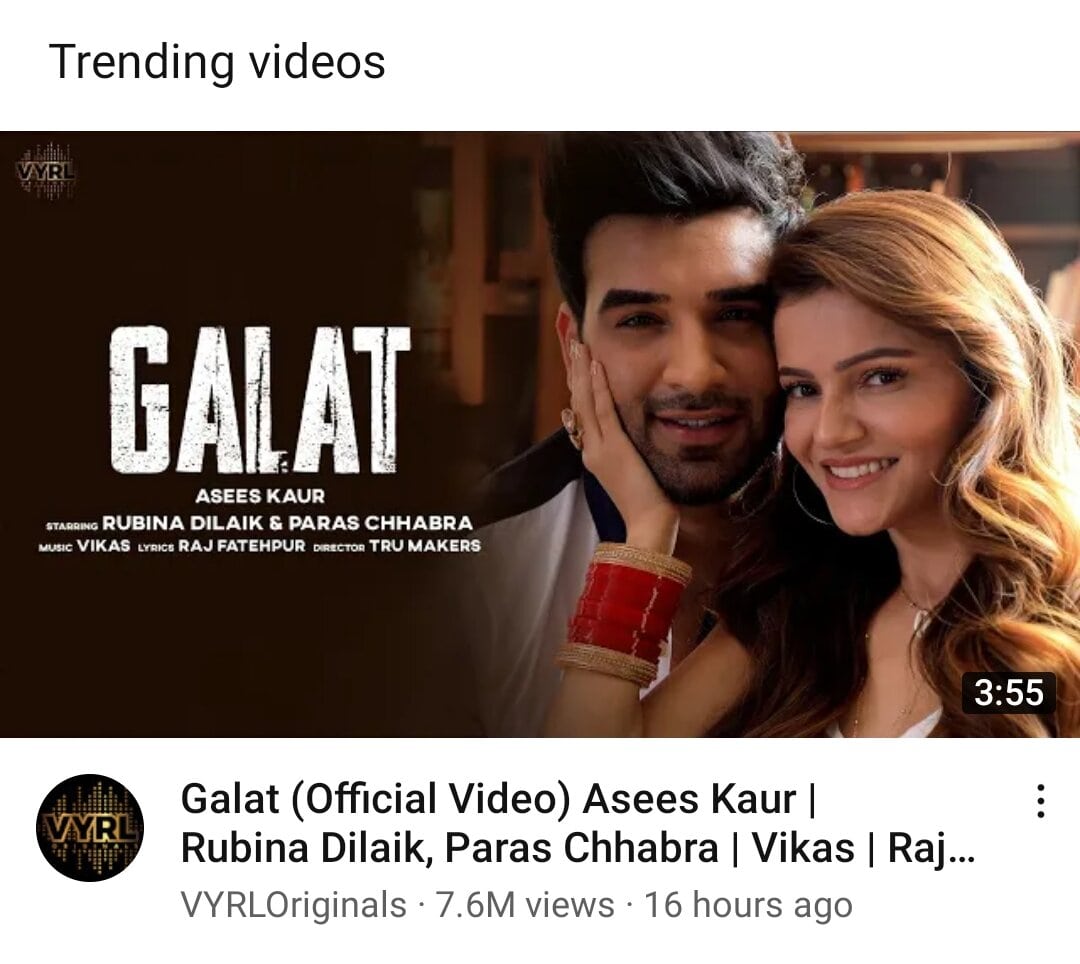 Trending videos
VYRL
GALAT
ASEES KAUR
STARRING RUBINA DILAIK & PARAS CHHABRA
MUSIC VIKAS LYRICS RAJ FATEHPUR DIRECTOR TRU MAKERS
3:55
VYRL
Galat (Official Video) Asees Kaur |
Rubina Dilaik, Paras Chhabra | Vikas | Raj...
VYRLOriginals · 7.6M views · 16 hours ago